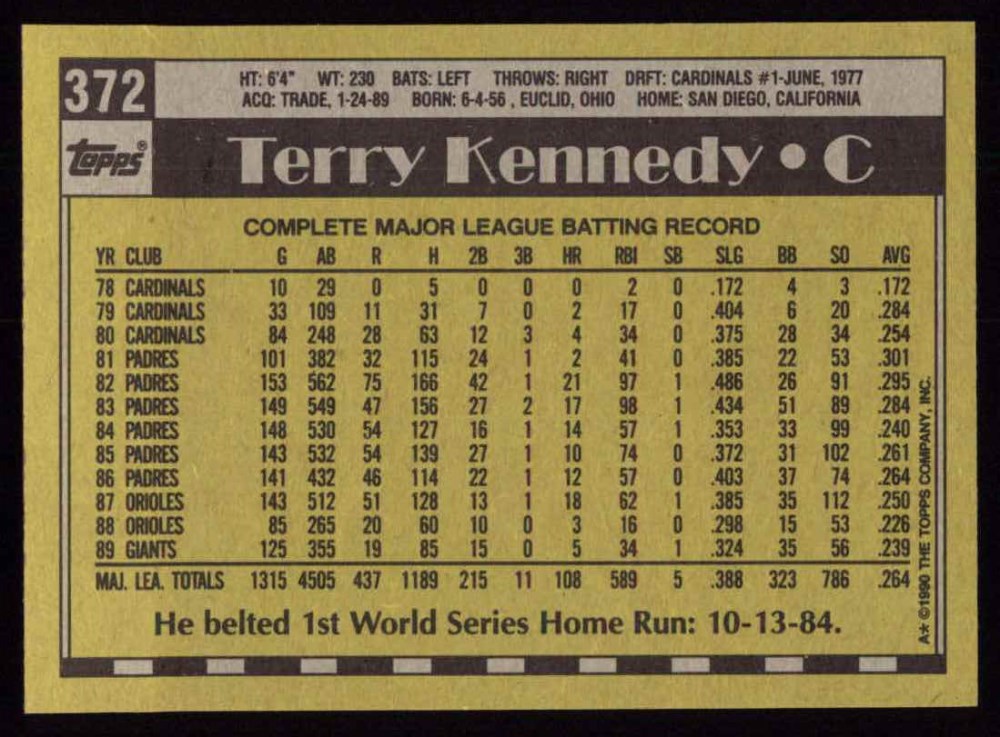 372
HT: 6'4" WT: 230 BATS: LEFT THROWS: RIGHT DRFT: CARDINALS #1-JUNE, 1977
ACQ: TRADE, 1-24-89 BORN: 6-4-56 , EUCLID, OHIO HOME: SAN DIEGO, CALIFORNIA
topps®
Terry Kennedy • C
COMPLETE MAJOR LEAGUE BATTING RECORD
YR CLUB G AB R H 2B 3B HR RBI SB SLG BB SO AVG
78 CARDINALS 10 29 0 5 0 0 0 2 0 .172 4 3 .172
79 CARDINALS 33 109 11 31 7 0 2 17 0 .404 6 20 .284
80 CARDINALS 84 248 28 63 12 3 4 34 0 .375 28 34 .254
81 PADRES 101 382 32 115 24 1 2 41 0 .385 22 53 .301
82 PADRES 153 562 75 166 42 1 21 97 1 .486 26 91 .295
83 PADRES 149 549 47 156 27 2 17 98 1 .434 51 89 .284
84 PADRES 148 530 54 127 16 1 14 57 1 .353 33 99 .240
85 PADRES 143 532 54 139 27 1 10 74 0 .372 31 102 .261
86 PADRES 141 432 46 114 22 1 12 57 0 .403 37 74 .264
87 ORIOLES 143 512 51 128 13 1 18 62 1 .385 35 112 .250
88 ORIOLES 85 265 20 60 10 0 3 16 0 .298 15 53 .226
89 GIANTS 125 355 19 85 15 0 5 34 1 .324 35 56 .239
MAJ. LEA. TOTALS 1315 4505 437 1189 215 11 108 589 5 .388 323 786 .264
He belted 1st World Series Home Run: 10-13-84.
A* ©1990 THE TOPPS COMPANY, INC.